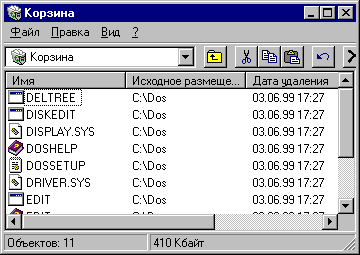 Корзина
Файл Правка Вид ?
Корзина
Имя Исходное размеще... Дата удаления
DELTREE C:\Dos 03.06.99 17:27
DISKEDIT C:\Dos 03.06.99 17:27
DISPLAY.SYS C:\Dos 03.06.99 17:27
DOSHELP C:\Dos 03.06.99 17:27
DOSSETUP C:\Dos 03.06.99 17:27
DRIVER.SYS C:\Dos 03.06.99 17:27
EDIT C:\Dos 03.06.99 17:27
Объектов: 11 410 Кбайт